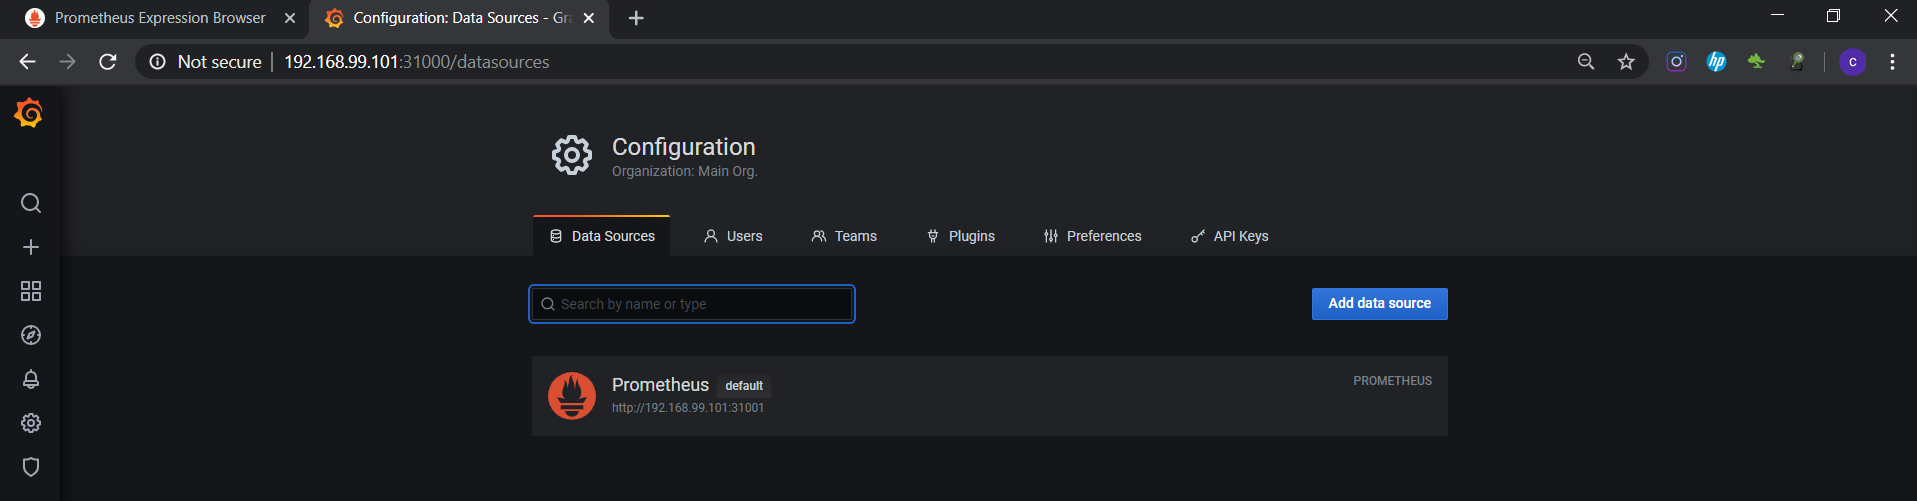 Prometheus Expression Browser
Configuration: Data Sources - Gra
Not secure | 192.168.99.101:31000/datasources
hp
c
Configuration
Organization: Main Org.
Data Sources Users Teams Plugins Preferences API Keys
Search by name or type
Add data source
Prometheus default
PROMETHEUS
http://192.168.99.101:31001